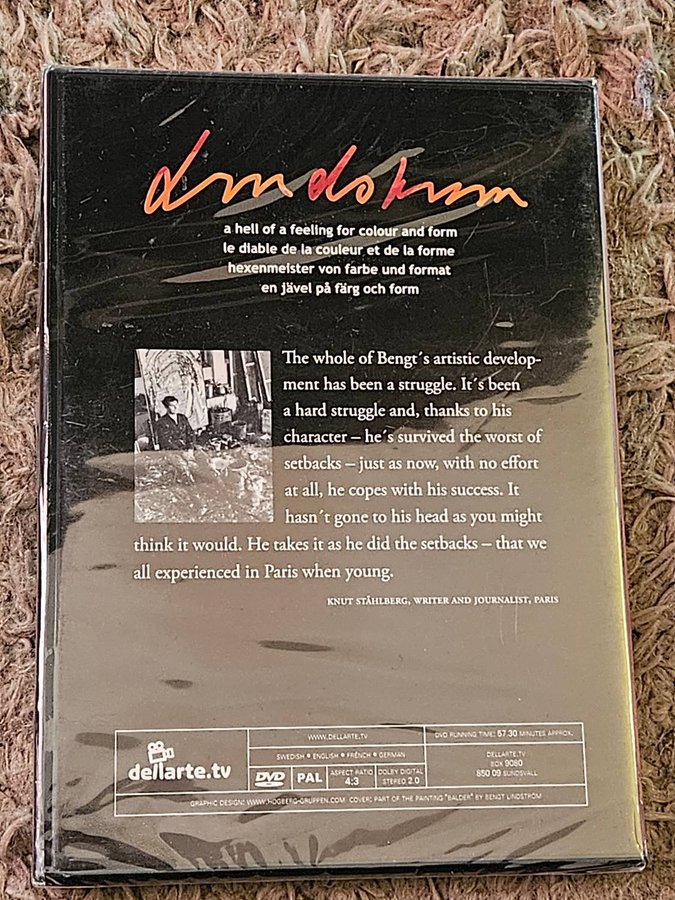 Lindstrom
a hell of a feeling for colour and form
le diable de la couleur et de la forme
hexenmeister von farbe und format
en jävel på färg och form
The whole of Bengt´s artistic develop-
ment has been a struggle. It´s been
a hard struggle and, thanks to his
character – he´s survived the worst of
setbacks – just as now, with no effort
at all, he copes with his success. It
hasn´t gone to his head as you might
think it would. He takes it as he did the setbacks – that we
all experienced in Paris when young.
KNUT STÅHLBERG, WRITER AND JOURNALIST, PARIS
dellarte.tv
WWW.DELLARTE.TV
SWEDISH • ENGLISH • FRENCH • GERMAN
DVD PAL ASPECT RATIO 4:3 DOLBY DIGITAL STEREO 2.0
DVD RUNNING TIME: 57.30 MINUTES APPROX.
DELLARTE.TV
BOX 9080
850 09 SUNDSVALL
GRAPHIC DESIGN: WWW.HOGBERG-GRUPPEN.COM COVER: PART OF THE PAINTING "BALDER" BY BENGT LINDSTROM